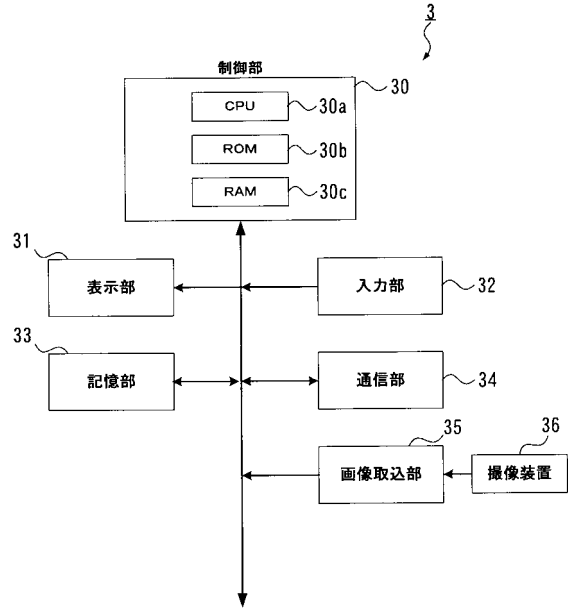 3
制御部
30
CPU
30a
ROM
30b
RAM
30c
31
表示部
入力部
32
33
記憶部
通信部
34
35
36
画像取込部
撮像装置